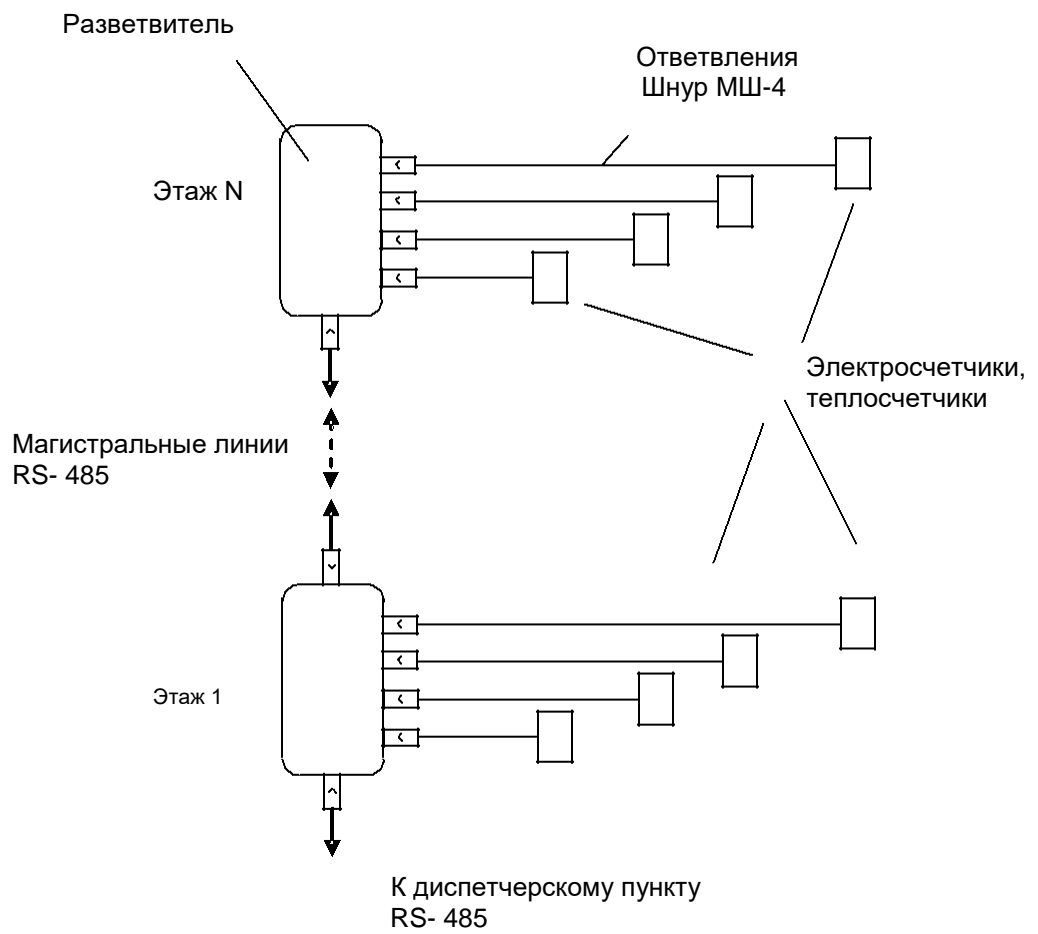 Разветвитель
Ответвления
Шнур МШ-4
Этаж N
Электросчетчики,
теплосчетчики
Магистральные линии
RS- 485
Этаж 1
К диспетчерскому пункту
RS- 485